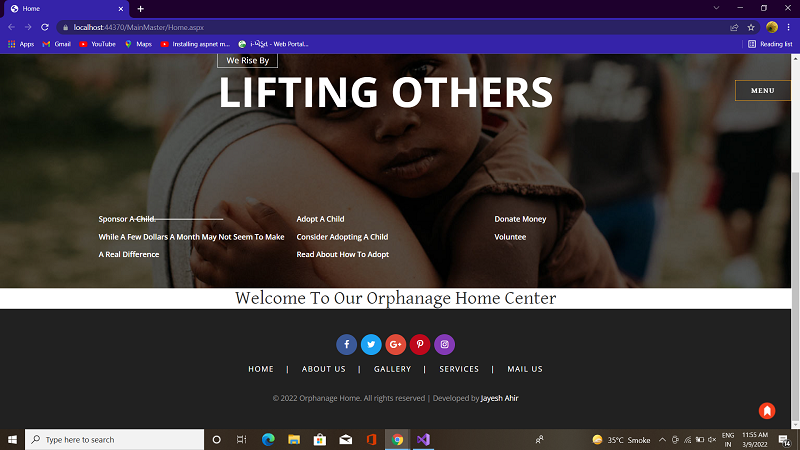 Home
localhost:44370/MainMaster/Home.aspx
Apps
Gmail
YouTube
Maps
Installing aspnet m...
Reading list
We Rise By
LIFTING OTHERS
MENU
Sponsor A Child.
Adopt A Child
Donate Money
While A Few Dollars A Month May Not Seem To Make
Consider Adopting A Child
Voluntee
A Real Difference
Read About How To Adopt
Welcome To Our Orphanage Home Center
HOME | ABOUT US | GALLERY | SERVICES | MAIL US
© 2022 Orphanage Home. All rights reserved | Developed by Jayesh Ahir
Type here to search
35°C Smoke
ENG
IN
11:55 AM
3/9/2022
14